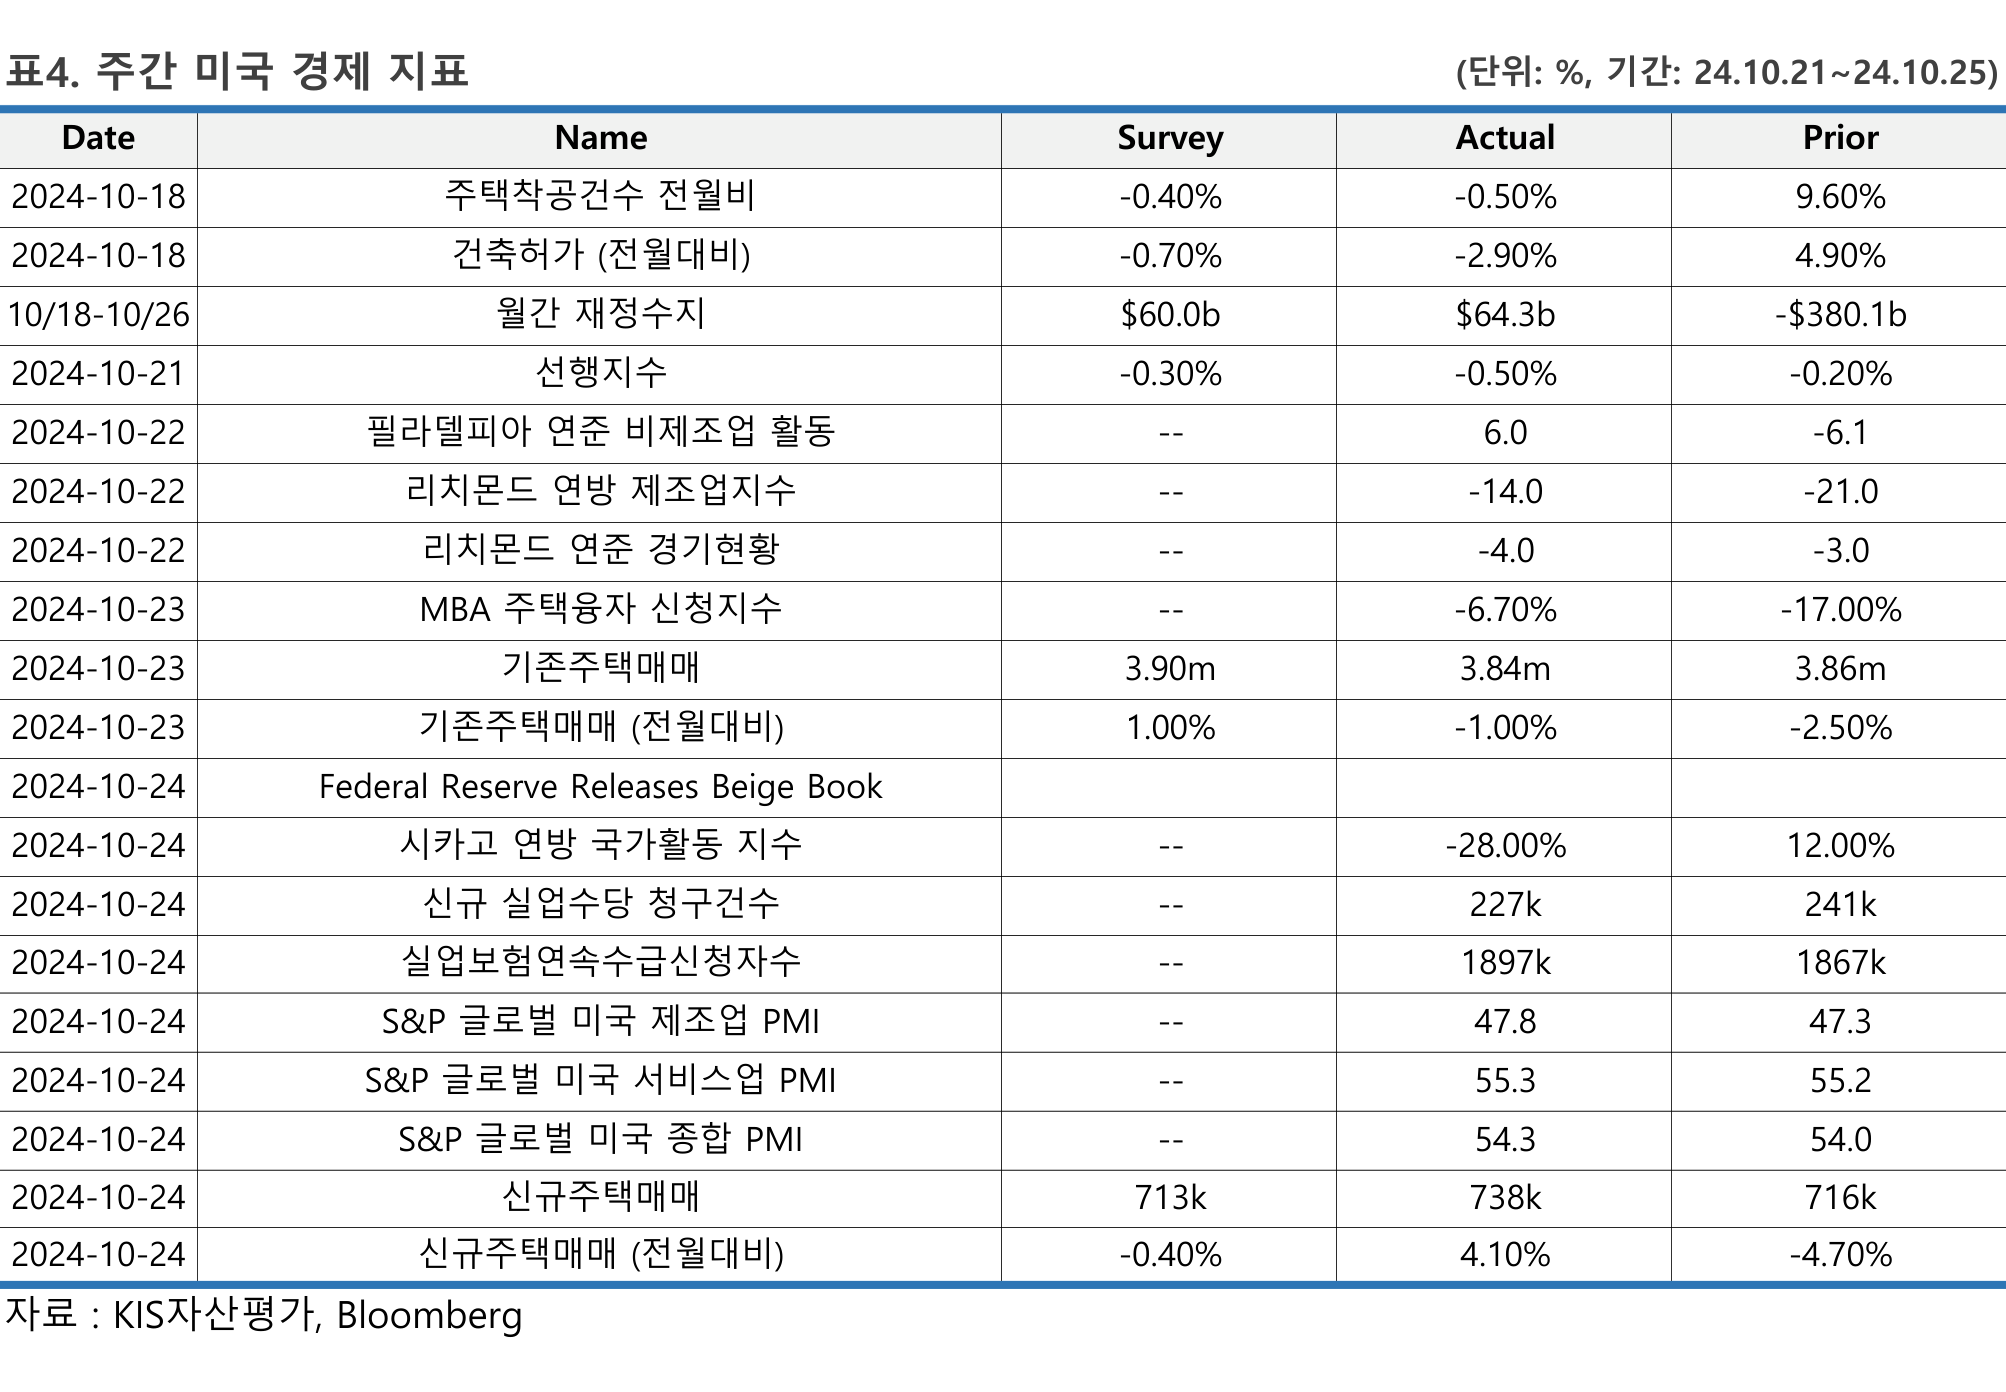 표4. 주간 미국 경제 지표 (단위: %, 기간: 24.10.21~24.10.25)
Date Name Survey Actual Prior
2024-10-18 주택착공건수 전월비 -0.40% -0.50% 9.60%
2024-10-18 건축허가 (전월대비) -0.70% -2.90% 4.90%
10/18-10/26 월간 재정수지 $60.0b $64.3b -$380.1b
2024-10-21 선행지수 -0.30% -0.50% -0.20%
2024-10-22 필라델피아 연준 비제조업 활동 -- 6.0 -6.1
2024-10-22 리치몬드 연방 제조업지수 -- -14.0 -21.0
2024-10-22 리치몬드 연준 경기현황 -- -4.0 -3.0
2024-10-23 MBA 주택융자 신청지수 -- -6.70% -17.00%
2024-10-23 기존주택매매 3.90m 3.84m 3.86m
2024-10-23 기존주택매매 (전월대비) 1.00% -1.00% -2.50%
2024-10-24 Federal Reserve Releases Beige Book
2024-10-24 시카고 연방 국가활동 지수 -- -28.00% 12.00%
2024-10-24 신규 실업수당 청구건수 -- 227k 241k
2024-10-24 실업보험연속수급신청자수 -- 1897k 1867k
2024-10-24 S&P 글로벌 미국 제조업 PMI -- 47.8 47.3
2024-10-24 S&P 글로벌 미국 서비스업 PMI -- 55.3 55.2
2024-10-24 S&P 글로벌 미국 종합 PMI -- 54.3 54.0
2024-10-24 신규주택매매 713k 738k 716k
2024-10-24 신규주택매매 (전월대비) -0.40% 4.10% -4.70%
자료 : KIS자산평가, Bloomberg